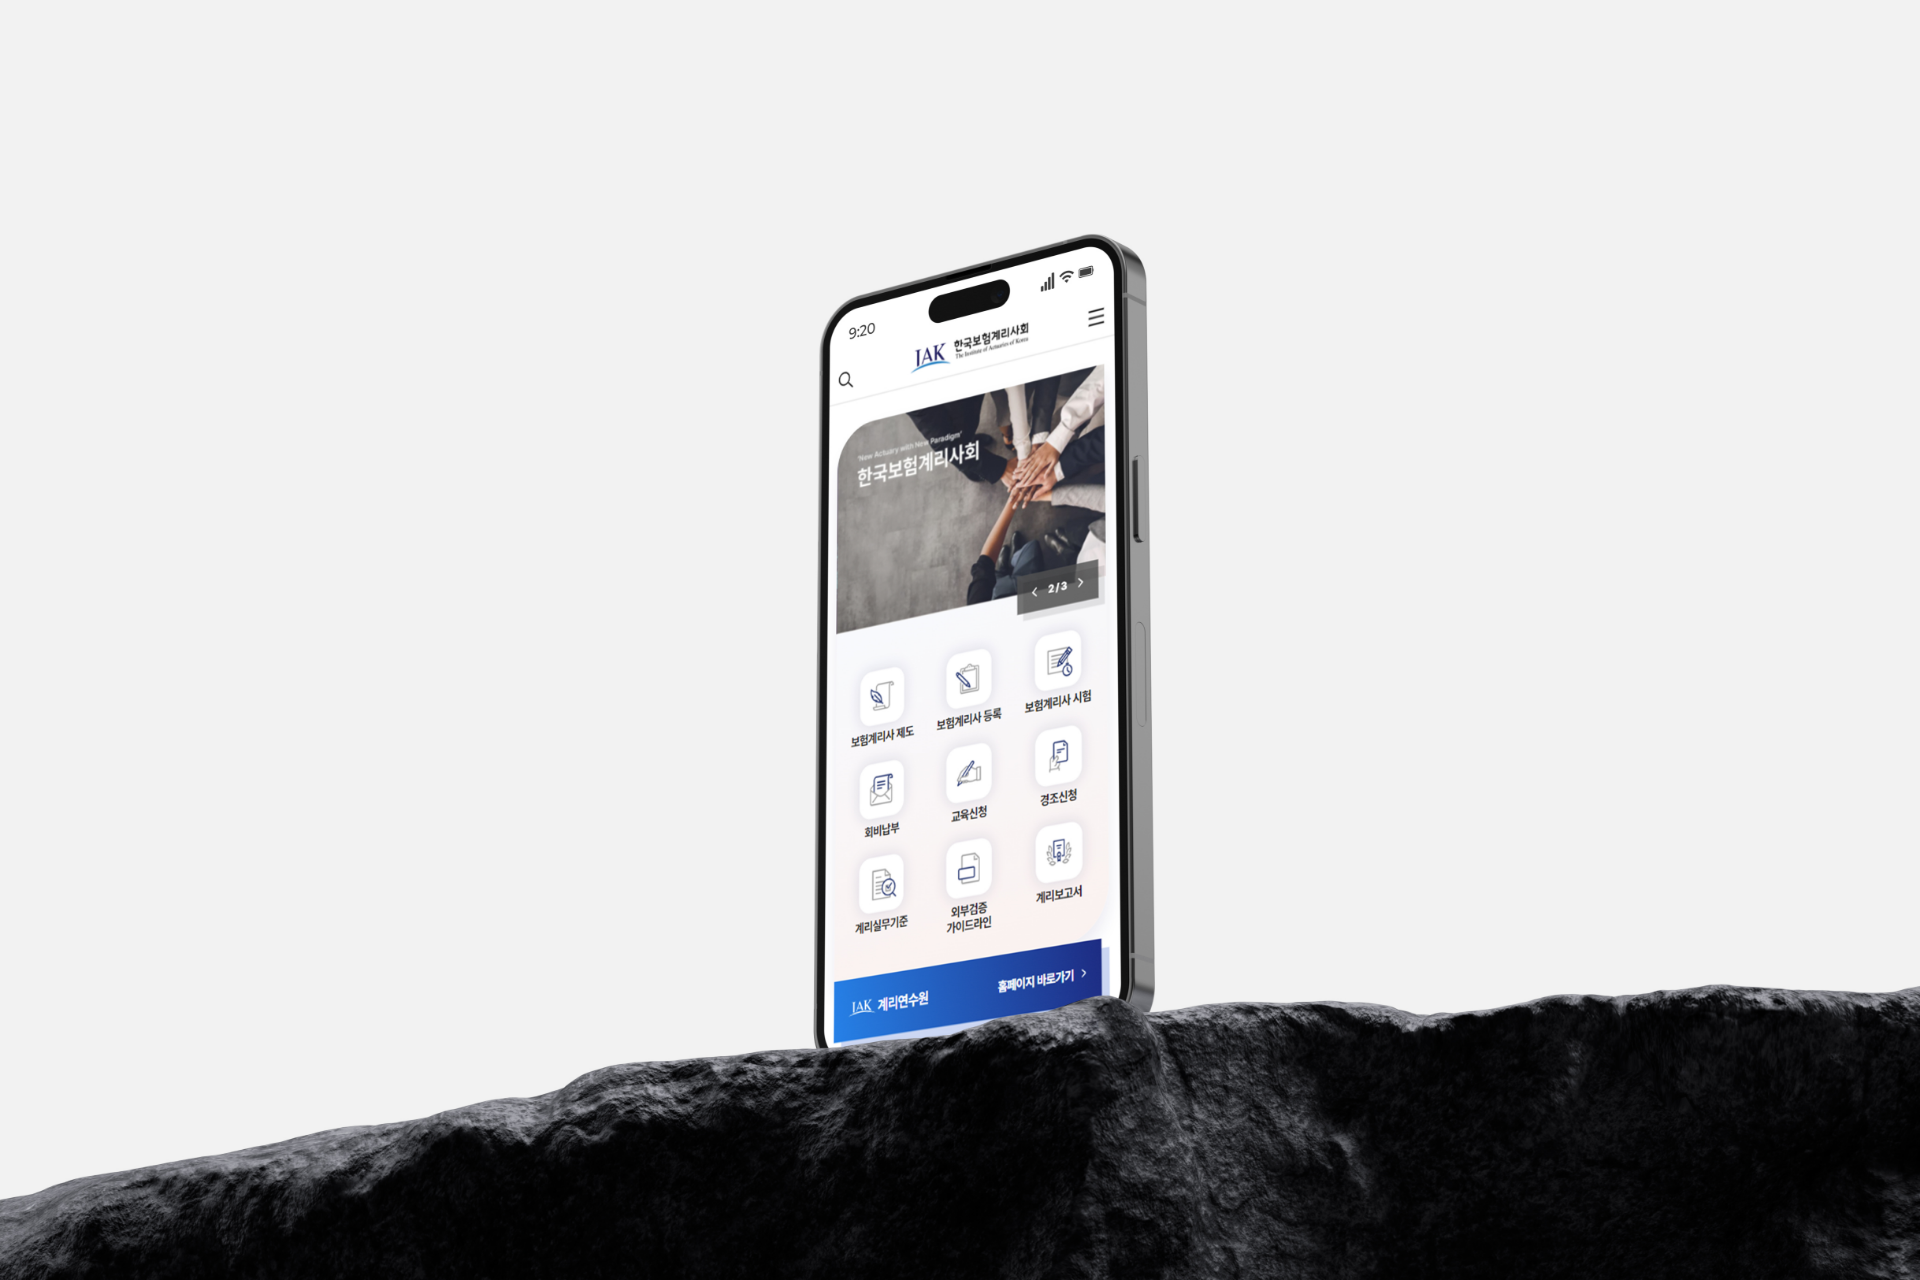 9:20
IAK 한국보험계리사회
The Institute of Actuaries of Korea
'New Actuary with New Paradigm'
한국보험계리사회
2/3
보험계리사 제도
보험계리사 등록
보험계리사 시험
회비납부
교육신청
경조신청
계리실무기준
외부검증
가이드라인
계리보고서
IAK 계리연수원
홈페이지 바로가기